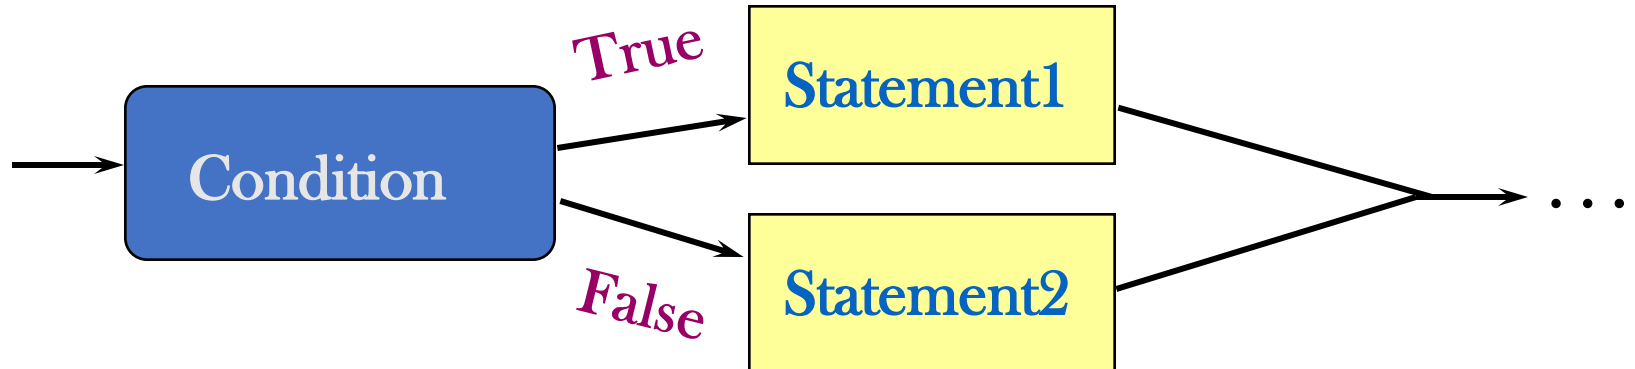 True
Statement1
Condition
False
Statement2
. . .